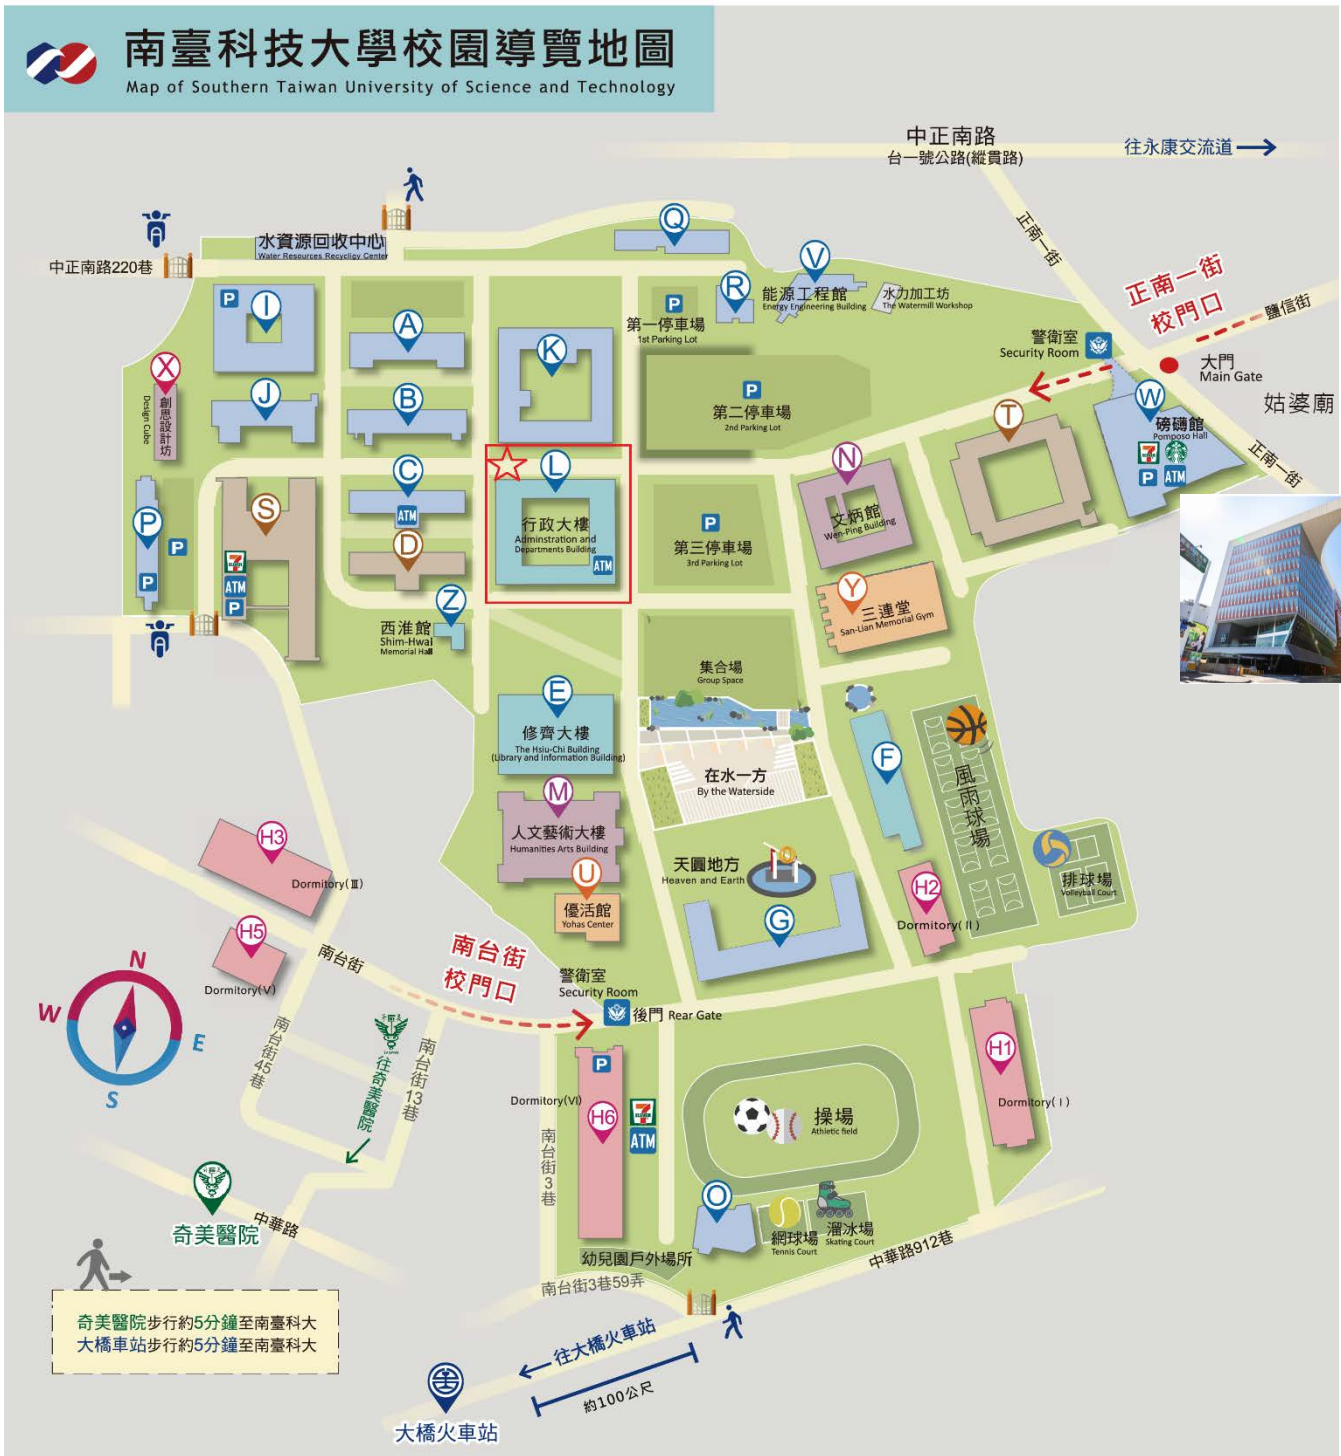 南臺科技大學校園導覽地圖
Map of Southern Taiwan University of Science and Technology
中正南路
台一號公路(縱貫路)
往永康交流道
正南一街
正南一街
校門口
鹽信街
大門
Main Gate
姑婆廟
正南一街
警衛室
Security Room
中正南路220巷
水資源回收中心
Water Resources Recycligy Center
Q
V
R
能源工程館
Energy Engineering Building
水力加工坊
The Watermill Workshop
P
I
A
K
P
第一停車場
1st Parking Lot
X
創思設計坊
Design Cube
J
B
P
第二停車場
2nd Parking Lot
T
W
磅礴館
Pomposo Hall
7
ELEVEN
P
ATM
P
P
P
S
7
ELEVEN
ATM
P
C
ATM
D
L
行政大樓
Adminstration and
Departments Building
ATM
P
第三停車場
3rd Parking Lot
N
文炳館
Wen-Ping Building
Y
三連堂
San-Lian Memorial Gym
Z
西淮館
Shim-Hwai
Memorial Hall
集合場
Group Space
E
修齊大樓
The Hsiu-Chi Building
(Library and Information Building)
在水一方
By the Waterside
F
風雨球場
M
人文藝術大樓
Humanities Arts Building
U
優活館
Yohas Center
天圓地方
Heaven and Earth
G
H2
Dormitory(Ⅱ)
排球場
Volleyball Court
H3
Dormitory(Ⅲ)
H5
Dormitory(Ⅴ)
南台街
南台街
校門口
警衛室
Security Room
後門 Rear Gate
N
W
E
S
南台街45巷
往奇美醫院
南台街13巷
P
Dormitory(Ⅵ)
H6
7
ELEVEN
ATM
南台街3巷
H1
Dormitory(Ⅰ)
操場
Athletic field
O
網球場
Tennis Court
溜冰場
Skating Court
幼兒園戶外場所
南台街3巷59弄
中華路912巷
奇美醫院
中華路
奇美醫院步行約5分鐘至南臺科大
大橋車站步行約5分鐘至南臺科大
往大橋火車站
約100公尺
大橋火車站